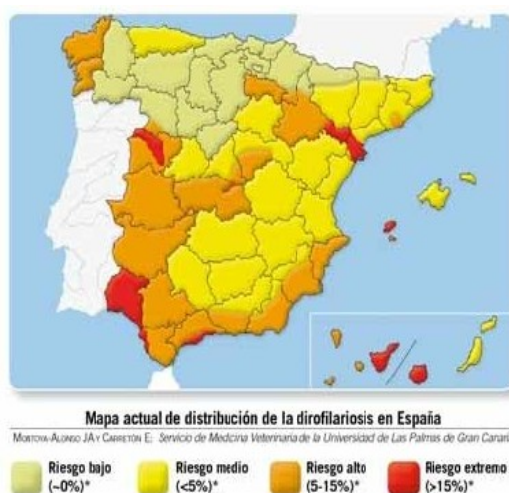 Mapa actual de distribución de la dirofilariosis en España
MONTOYA-ALONSO JA Y CARRETÓN E: Servicio de Medicina Veterinaria de la Universidad de Las Palmas de Gran Canari
Riesgo bajo
(~0%)*
Riesgo medio
(<5%)*
Riesgo alto
(5-15%)*
Riesgo extremo
(>15%)*